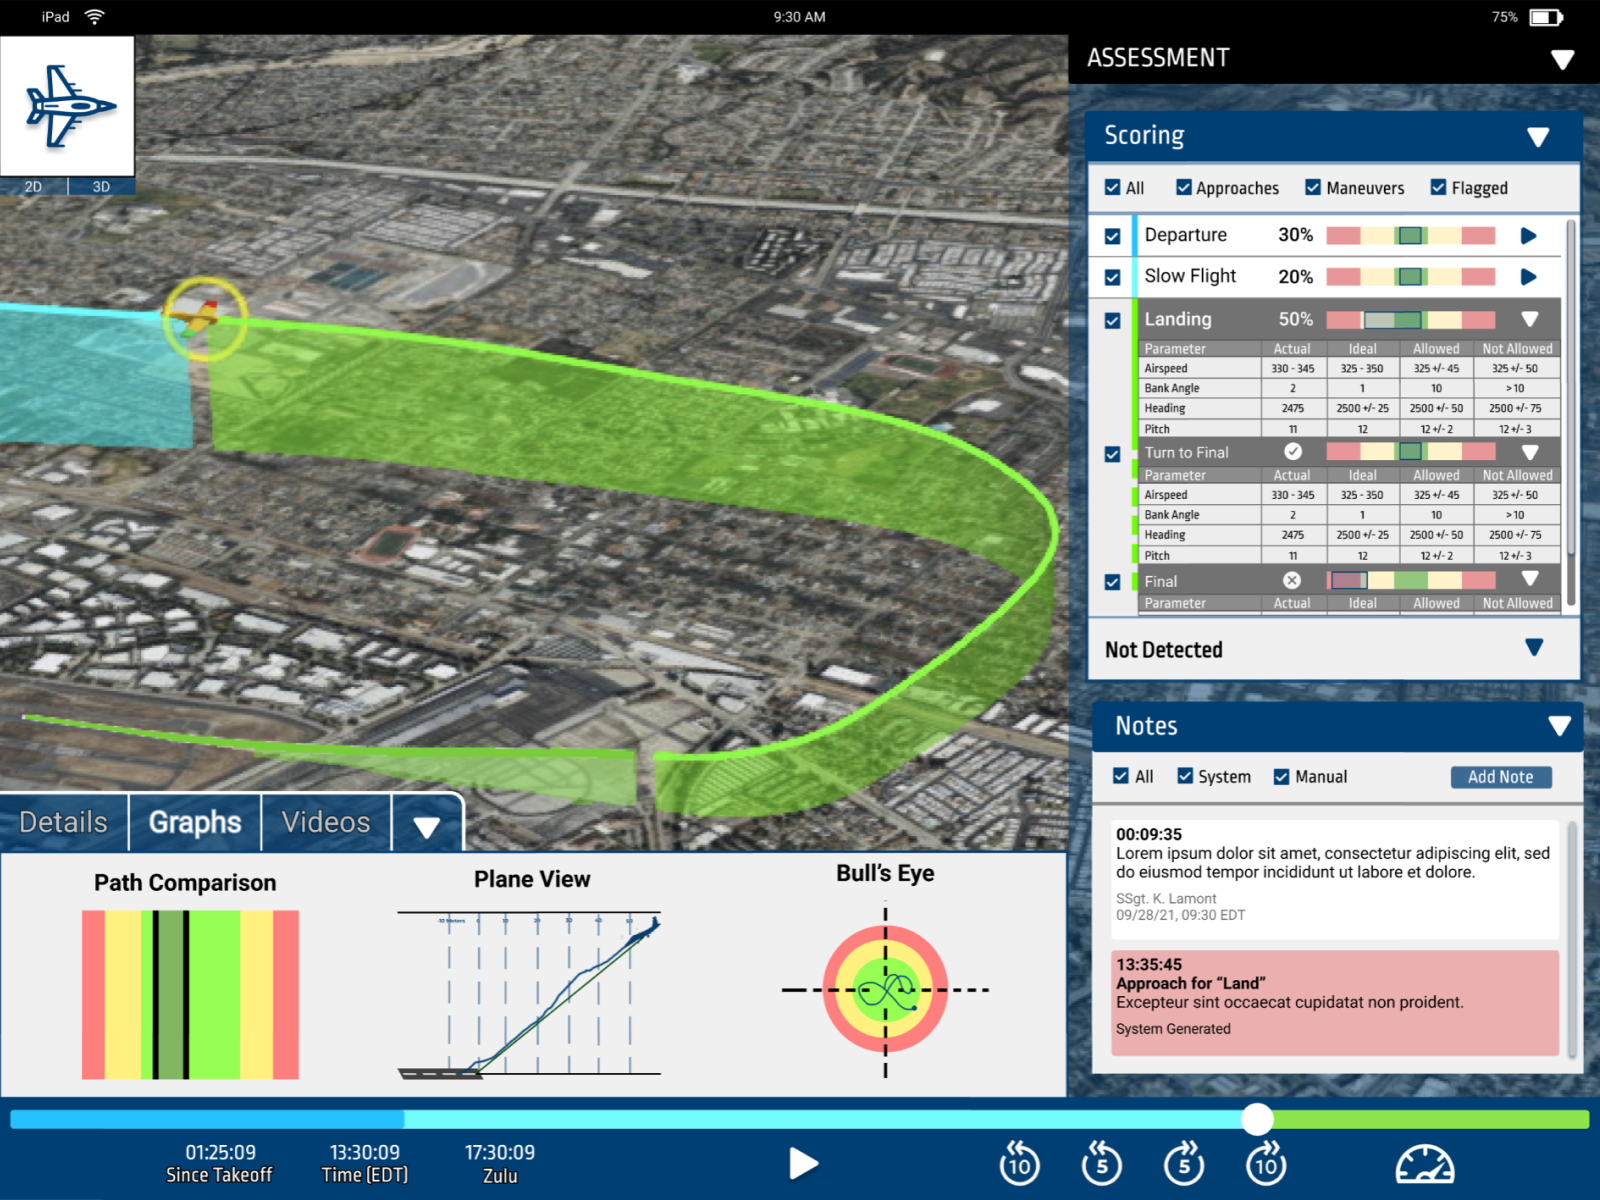 iPad
9:30 AM
75%
2D 3D
ASSESSMENT
Scoring
All Approaches Maneuvers Flagged
Departure 30%
Slow Flight 20%
Landing 50%
Parameter Actual Ideal Allowed Not Allowed
Airspeed 330 - 345 325 - 350 325 +/- 45 325 +/- 50
Bank Angle 2 1 10 >10
Heading 2475 2500 +/- 25 2500 +/- 50 2500 +/- 75
Pitch 11 12 12 +/- 2 12 +/- 3
Turn to Final
Parameter Actual Ideal Allowed Not Allowed
Airspeed 330 - 345 325 - 350 325 +/- 45 325 +/- 50
Bank Angle 2 1 10 >10
Heading 2475 2500 +/- 25 2500 +/- 50 2500 +/- 75
Pitch 11 12 12 +/- 2 12 +/- 3
Final
Parameter Actual Ideal Allowed Not Allowed
Not Detected
Notes
All System Manual Add Note
00:09:35
Lorem ipsum dolor sit amet, consectetur adipiscing elit, sed
do eiusmod tempor incididunt ut labore et dolore.
SSgt. K. Lamont
09/28/21, 09:30 EDT
13:35:45
Approach for “Land”
Excepteur sint occaecat cupidatat non proident.
System Generated
Details Graphs Videos
Path Comparison
Plane View
-10 Meters 0 10 20 30 40 50
Bull's Eye
01:25:09
Since Takeoff
13:30:09
Time (EDT)
17:30:09
Zulu
10 5 5 10